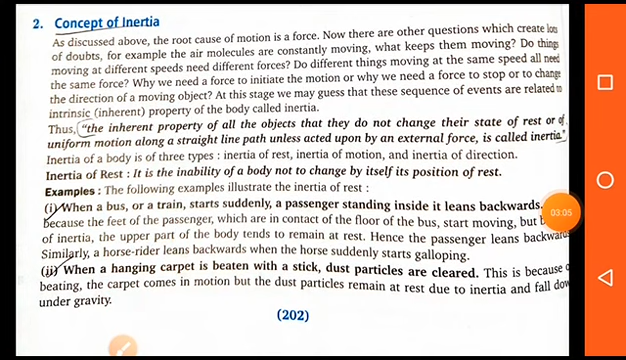 2. Concept of Inertia
As discussed above, the root cause of motion is a force. Now there are other questions which create lots
of doubts, for example the air molecules are constantly moving, what keeps them moving? Do things
moving at different speeds need different forces? Do different things moving at the same speed all need
the same force? Why we need a force to initiate the motion or why we need a force to stop or to change
the direction of a moving object? At this stage we may guess that these sequence of events are related to
intrinsic (inherent) property of the body called inertia.
Thus, "the inherent property of all the objects that they do not change their state of rest or of
uniform motion along a straight line path unless acted upon by an external force, is called inertia."
Inertia of a body is of three types : inertia of rest, inertia of motion, and inertia of direction.
Inertia of Rest : It is the inability of a body not to change by itself its position of rest.
Examples : The following examples illustrate the inertia of rest :
(i) When a bus, or a train, starts suddenly, a passenger standing inside it leans backwards.
because the feet of the passenger, which are in contact of the floor of the bus, start moving, but
of inertia, the upper part of the body tends to remain at rest. Hence the passenger leans backwards
Similarly, a horse-rider leans backwards when the horse suddenly starts galloping.
(ii) When a hanging carpet is beaten with a stick, dust particles are cleared. This is because
beating, the carpet comes in motion but the dust particles remain at rest due to inertia and fall
under gravity.
(202)
03:05